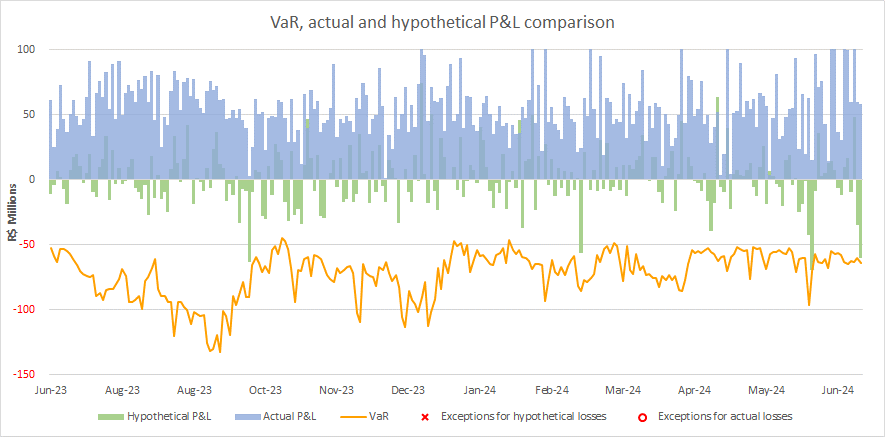 VaR, actual and hypothetical P&L comparison
R$ Millions
100
50
0
-50
-100
-150
Jun-23 Aug-23 Aug-23 Oct-23 Nov-23 Dec-23 Jan-24 Feb-24 Mar-24 Apr-24 May-24 Jun-24
Hypothetical P&L Actual P&L VaR Exceptions for hypothetical losses Exceptions for actual losses